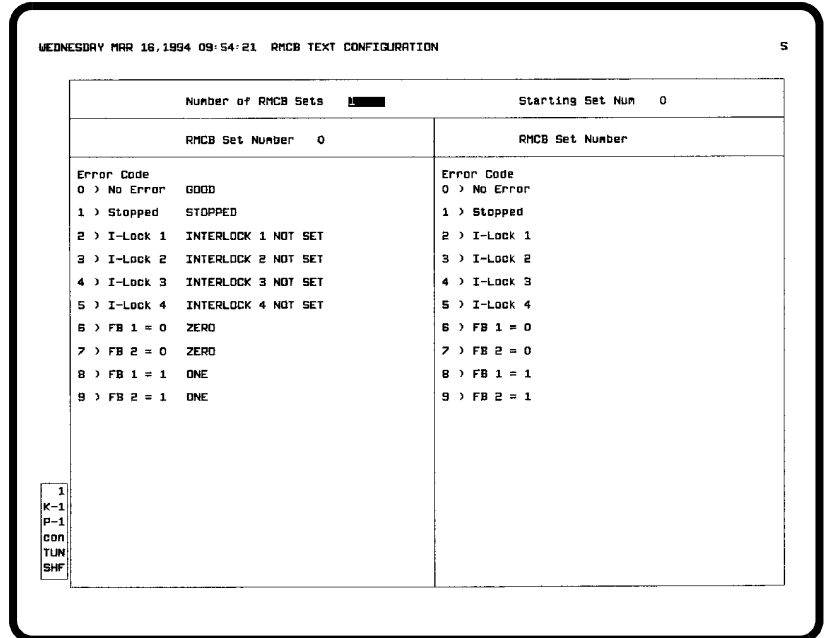 WEDNESDAY MAR 16,1994 09:54:21 RMCB TEXT CONFIGURATION S
Number of RMCB Sets 1 Starting Set Num 0
RMCB Set Number 0
RMCB Set Number
Error Code
0 > No Error GOOD
1 > Stopped STOPPED
2 > I-Lock 1 INTERLOCK 1 NOT SET
3 > I-Lock 2 INTERLOCK 2 NOT SET
4 > I-Lock 3 INTERLOCK 3 NOT SET
5 > I-Lock 4 INTERLOCK 4 NOT SET
6 > FB 1 = 0 ZERO
7 > FB 2 = 0 ZERO
8 > FB 1 = 1 ONE
9 > FB 2 = 1 ONE
Error Code
0 > No Error
1 > Stopped
2 > I-Lock 1
3 > I-Lock 2
4 > I-Lock 3
5 > I-Lock 4
6 > FB 1 = 0
7 > FB 2 = 0
8 > FB 1 = 1
9 > FB 2 = 1
1
K-1
P-1
con
TUN
SHF